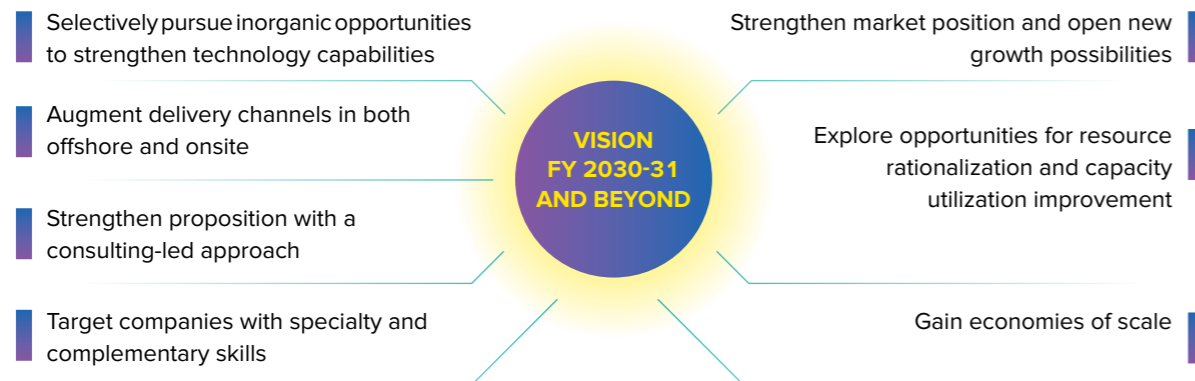 Selectively pursue inorganic opportunities
to strengthen technology capabilities
Augment delivery channels in both
offshore and onsite
Strengthen proposition with a
consulting-led approach
Target companies with specialty and
complementary skills
VISION
FY 2030-31
AND BEYOND
Strengthen market position and open new
growth possibilities
Explore opportunities for resource
rationalization and capacity
utilization improvement
Gain economies of scale